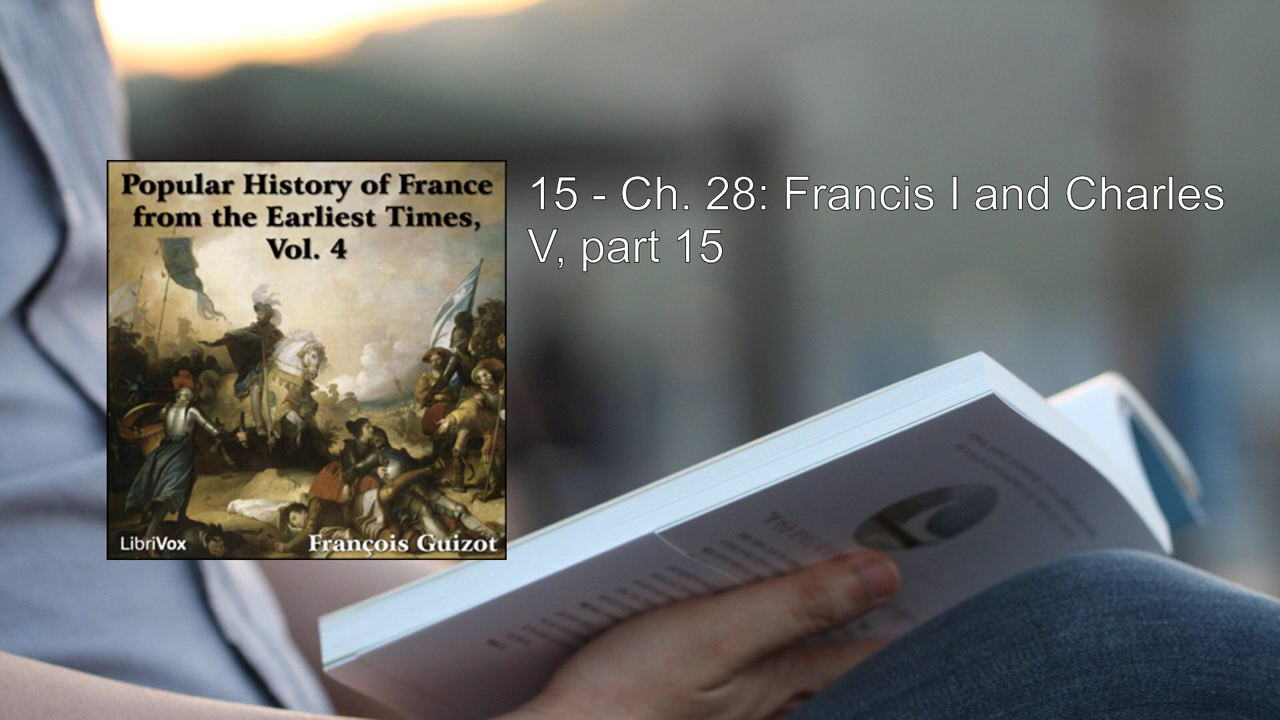 Popular History of France
from the Earliest Times,
Vol. 4
LibriVox
François Guizot
15 - Ch. 28: Francis I and Charles
V, part 15